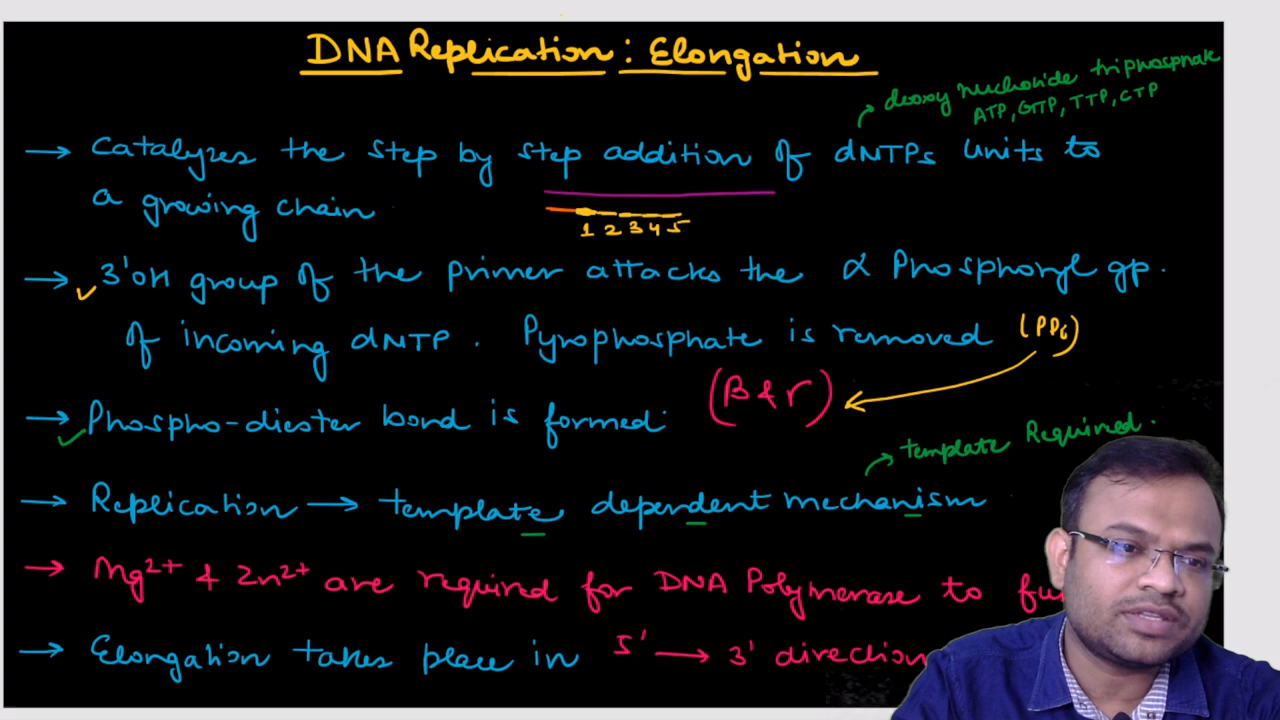 DNA Replication: Elongation
deoxy nucleotide triphosphate
ATP, GTP, TTP, CTP
→ Catalyzes the step by step addition of dNTPs units to
a growing chain
1 2 3 4 5
→ 3'OH group of the primer attacks the α Phosphoryl gp.
of incoming dNTP. Pyrophosphate is removed (PPi)
(β & γ)
→ Phospho-diester bond is formed.
template Required.
→ Replication → template dependent mechanism
→ Mg2+ & Zn2+ are required for DNA Polymerase to
→ Elongation takes place in 5' → 3' direction